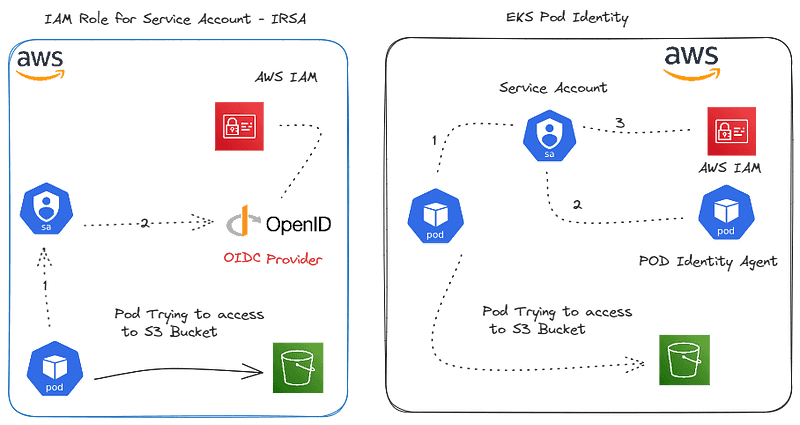 IAM Role for Service Account - IRSA
aws
AWS IAM
sa
2
OpenID
OIDC Provider
1
Pod Trying to access
to S3 Bucket
pod
EKS Pod Identity
aws
Service Account
1
sa
3
AWS IAM
pod
2
pod
POD Identity Agent
Pod Trying to access
to S3 Bucket